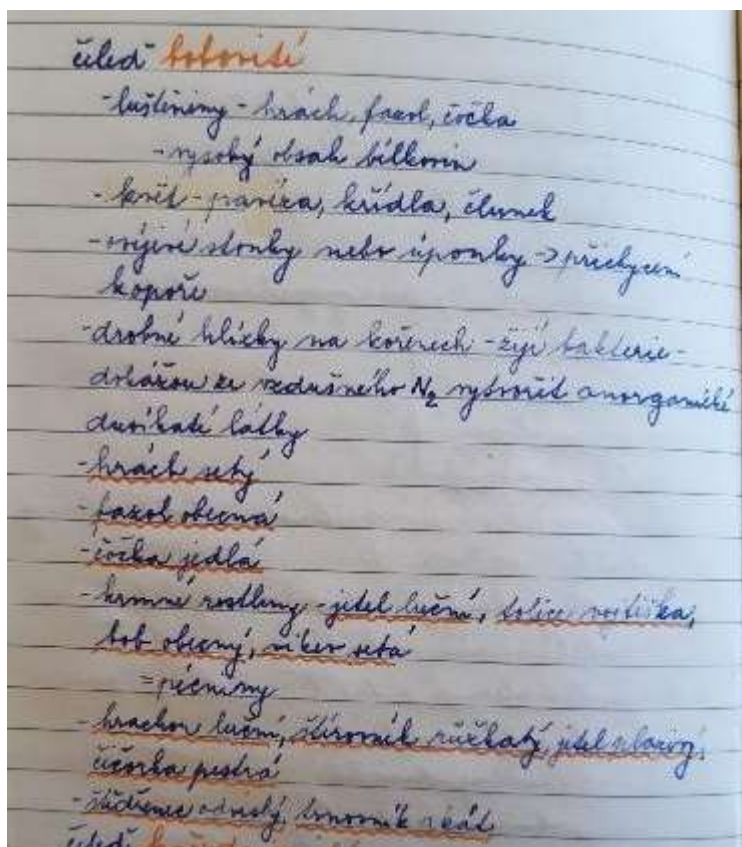 čeleď bobovité
- luštěniny - hrách, fazol, čočka
- vysoký obsah bílkovin
- květ - pavéza, křídla, člunek
- ovíjivé stonky nebo úponky -> přichycení
k opoře
- drobné hlízky na kořenech - žijí bakterie -
dokážou ze vzdušného N₂ vytvořit anorganické
dusíkaté látky
- hrách setý
- fazol obecná
- čočka jedlá
- krmné rostliny - jetel luční, tolice vojtěška,
bob obecný, vikev setá
= pícniny
- hrachor luční, štírovník růžkatý, jetel plazivý,
čičorka pestrá
- štědřenec odvislý, trnovník akát
čeleď